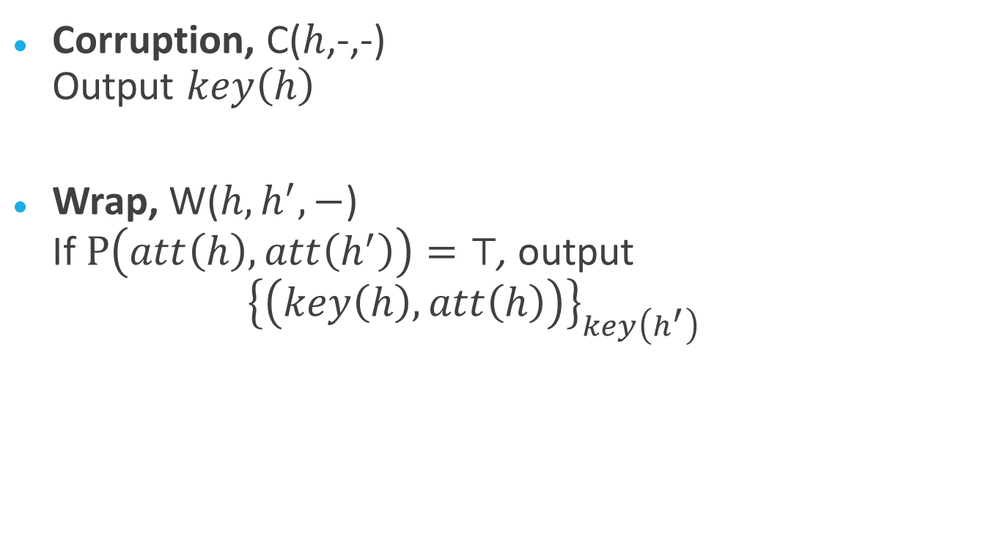 • Corruption, C(h,-,-)
Output key(h)
• Wrap, W(h, h′, −)
If P(att(h), att(h′)) = T, output
{(key(h), att(h))}key(h′)